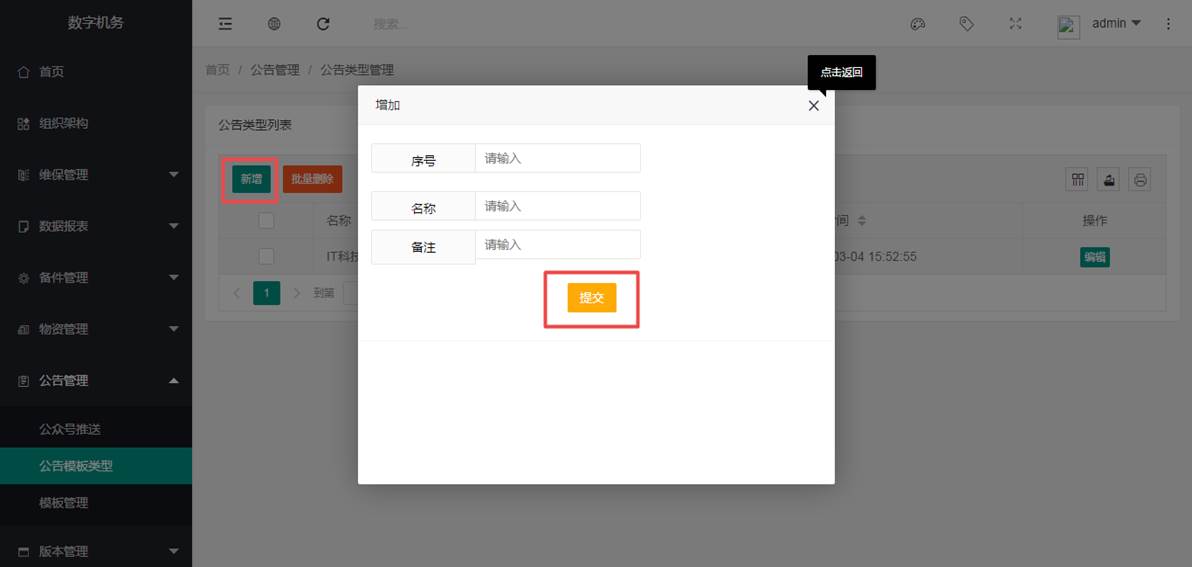 数字机务
搜索...
admin
首页
组织架构
维保管理
数据报表
备件管理
物资管理
公告管理
公众号推送
公告模板类型
模板管理
版本管理
首页 / 公告管理 / 公告类型管理
点击返回
公告类型列表
新增
批量删除
名称
间
操作
IT科技
03-04 15:52:55
编辑
1
到第
增加
序号
请输入
名称
请输入
备注
请输入
提交